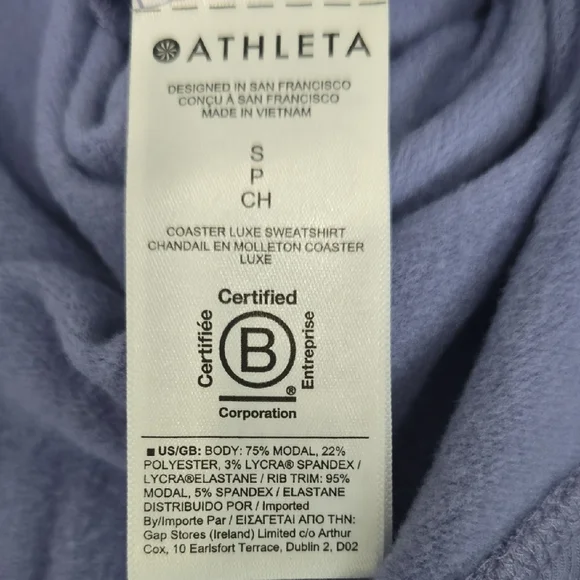 ATHLETA
DESIGNED IN SAN FRANCISCO
CONÇU À SAN FRANCISCO
MADE IN VIETNAM
S
P
CH
COASTER LUXE SWEATSHIRT
CHANDAIL EN MOLLETON COASTER
LUXE
Certified
Certifiée
B
Entreprise
®
Corporation
■ US/GB: BODY: 75% MODAL, 22%
POLYESTER, 3% LYCRA® SPANDEX /
LYCRA®ELASTANE / RIB TRIM: 95%
MODAL, 5% SPANDEX / ELASTANE
DISTRIBUIDO POR / Imported
By/Importe Par / ΕΙΣΑΓΕΤΑΙ ΑΠΟ ΤΗΝ:
Gap Stores (Ireland) Limited c/o Arthur
Cox, 10 Earlsfort Terrace, Dublin 2, D02